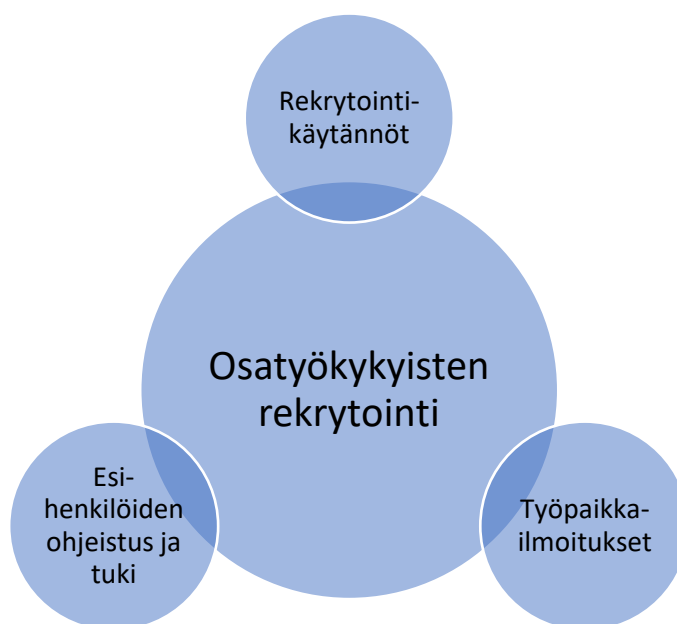 Rekrytointi-
käytännöt
Osatyökykyisten
rekrytointi
Esi-
henkilöiden
ohjeistus ja
tuki
Työpaikka-
ilmoitukset